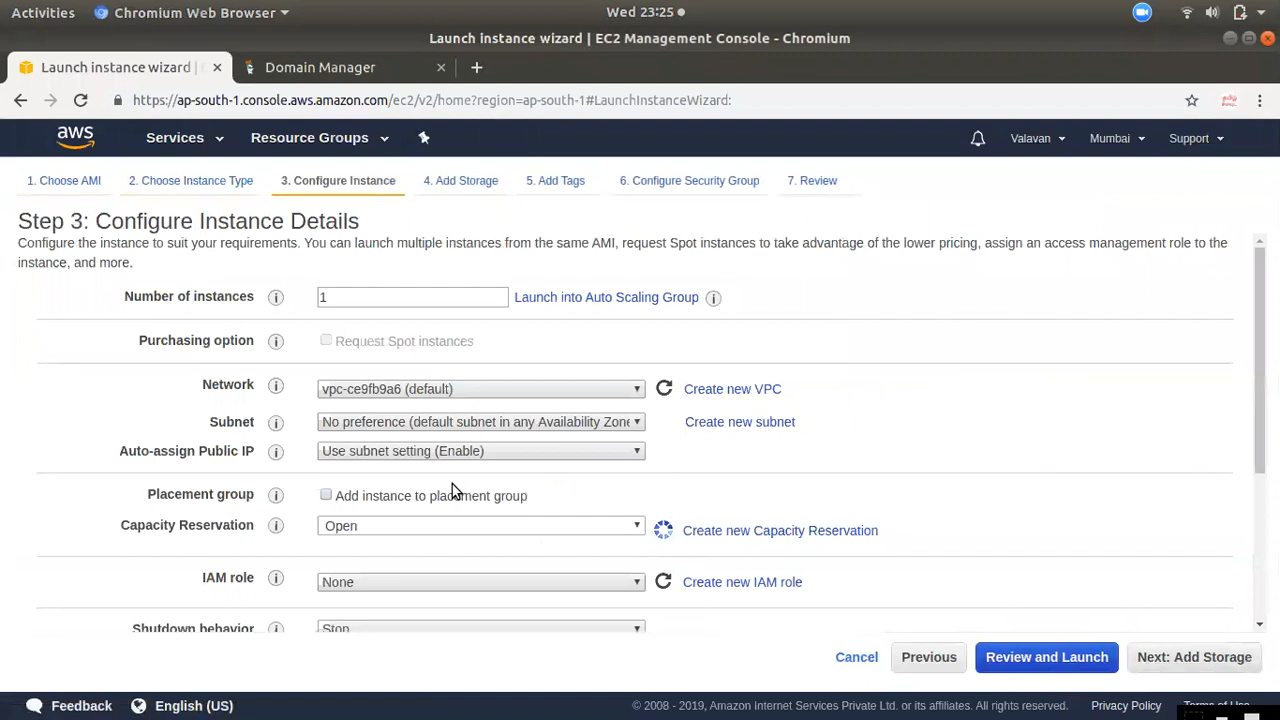 Activities
Chromium Web Browser
Wed 23:25
Launch instance wizard | EC2 Management Console - Chromium
Launch instance wizard |
Domain Manager
https://ap-south-1.console.aws.amazon.com/ec2/v2/home?region=ap-south-1#LaunchInstanceWizard:
aws
Services
Resource Groups
Valavan
Mumbai
Support
1. Choose AMI
2. Choose Instance Type
3. Configure Instance
4. Add Storage
5. Add Tags
6. Configure Security Group
7. Review
Step 3: Configure Instance Details
Configure the instance to suit your requirements. You can launch multiple instances from the same AMI, request Spot instances to take advantage of the lower pricing, assign an access management role to the
instance, and more.
Number of instances
1
Launch into Auto Scaling Group
Purchasing option
Request Spot instances
Network
vpc-ce9fb9a6 (default)
Create new VPC
Subnet
No preference (default subnet in any Availability Zone
Create new subnet
Auto-assign Public IP
Use subnet setting (Enable)
Placement group
Add instance to placement group
Capacity Reservation
Open
Create new Capacity Reservation
IAM role
None
Create new IAM role
Shutdown behavior
Stop
Cancel
Previous
Review and Launch
Next: Add Storage
Feedback
English (US)
© 2008 - 2019, Amazon Internet Services Private Ltd. or its affiliates. All rights reserved.
Privacy Policy
Terms of Use